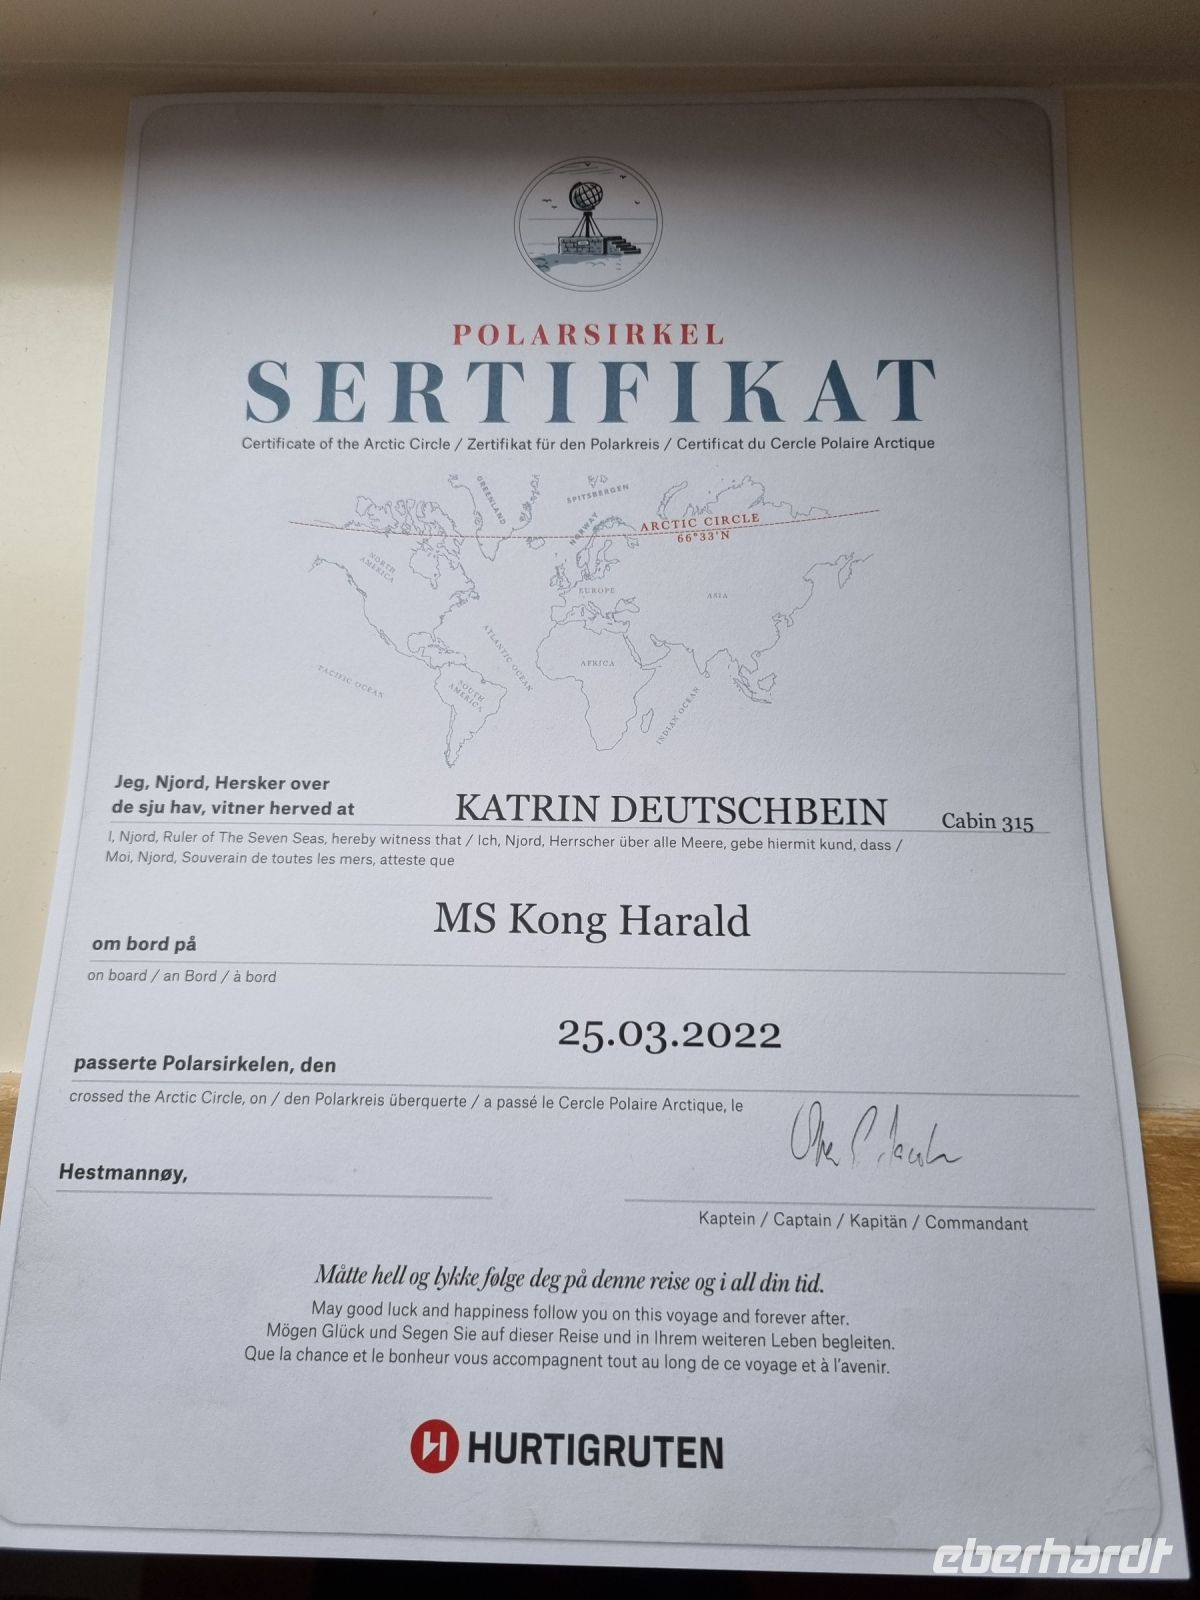 POLARSIRKEL
SERTIFIKAT
Certificate of the Arctic Circle / Zertifikat für den Polarkreis / Certificat du Cercle Polaire Arctique
GREENLAND
SPITSBERGEN
NORWAY
ARCTIC CIRCLE
66°33'N
NORTH
AMERICA
EUROPE
ASIA
ATLANTIC OCEAN
AFRICA
PACIFIC OCEAN
SOUTH
AMERICA
INDIAN OCEAN
Jeg, Njord, Hersker over
de sju hav, vitner herved at
KATRIN DEUTSCHBEIN Cabin 315
I, Njord, Ruler of The Seven Seas, hereby witness that / Ich, Njord, Herrscher über alle Meere, gebe hiermit kund, dass /
Moi, Njord, Souverain de toutes les mers, atteste que
MS Kong Harald
om bord på
on board / an Bord / à bord
25.03.2022
passerte Polarsirkelen, den
crossed the Arctic Circle, on / den Polarkreis überquerte / a passé le Cercle Polaire Arctique, le
Hestmannøy,
Kaptein / Captain / Kapitän / Commandant
Måtte hell og lykke følge deg på denne reise og i all din tid.
May good luck and happiness follow you on this voyage and forever after.
Mögen Glück und Segen Sie auf dieser Reise und in Ihrem weiteren Leben begleiten.
Que la chance et le bonheur vous accompagnent tout au long de ce voyage et à l'avenir.
HURTIGRUTEN
eberhardt